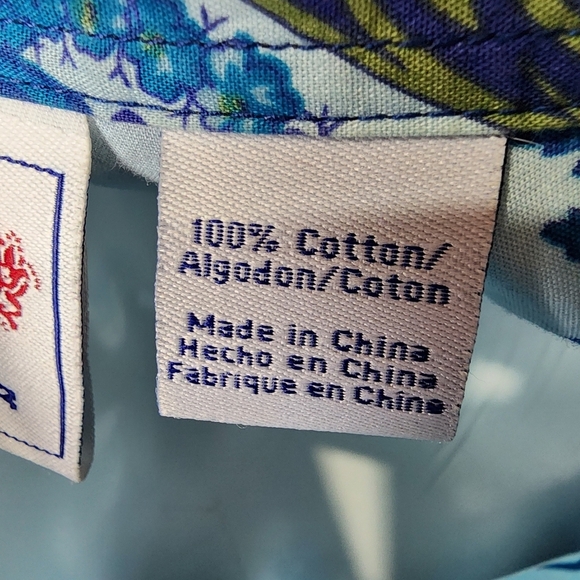 100% Cotton/
Algodon/Coton
Made in China
Hecho en China
Fabrique en Chine